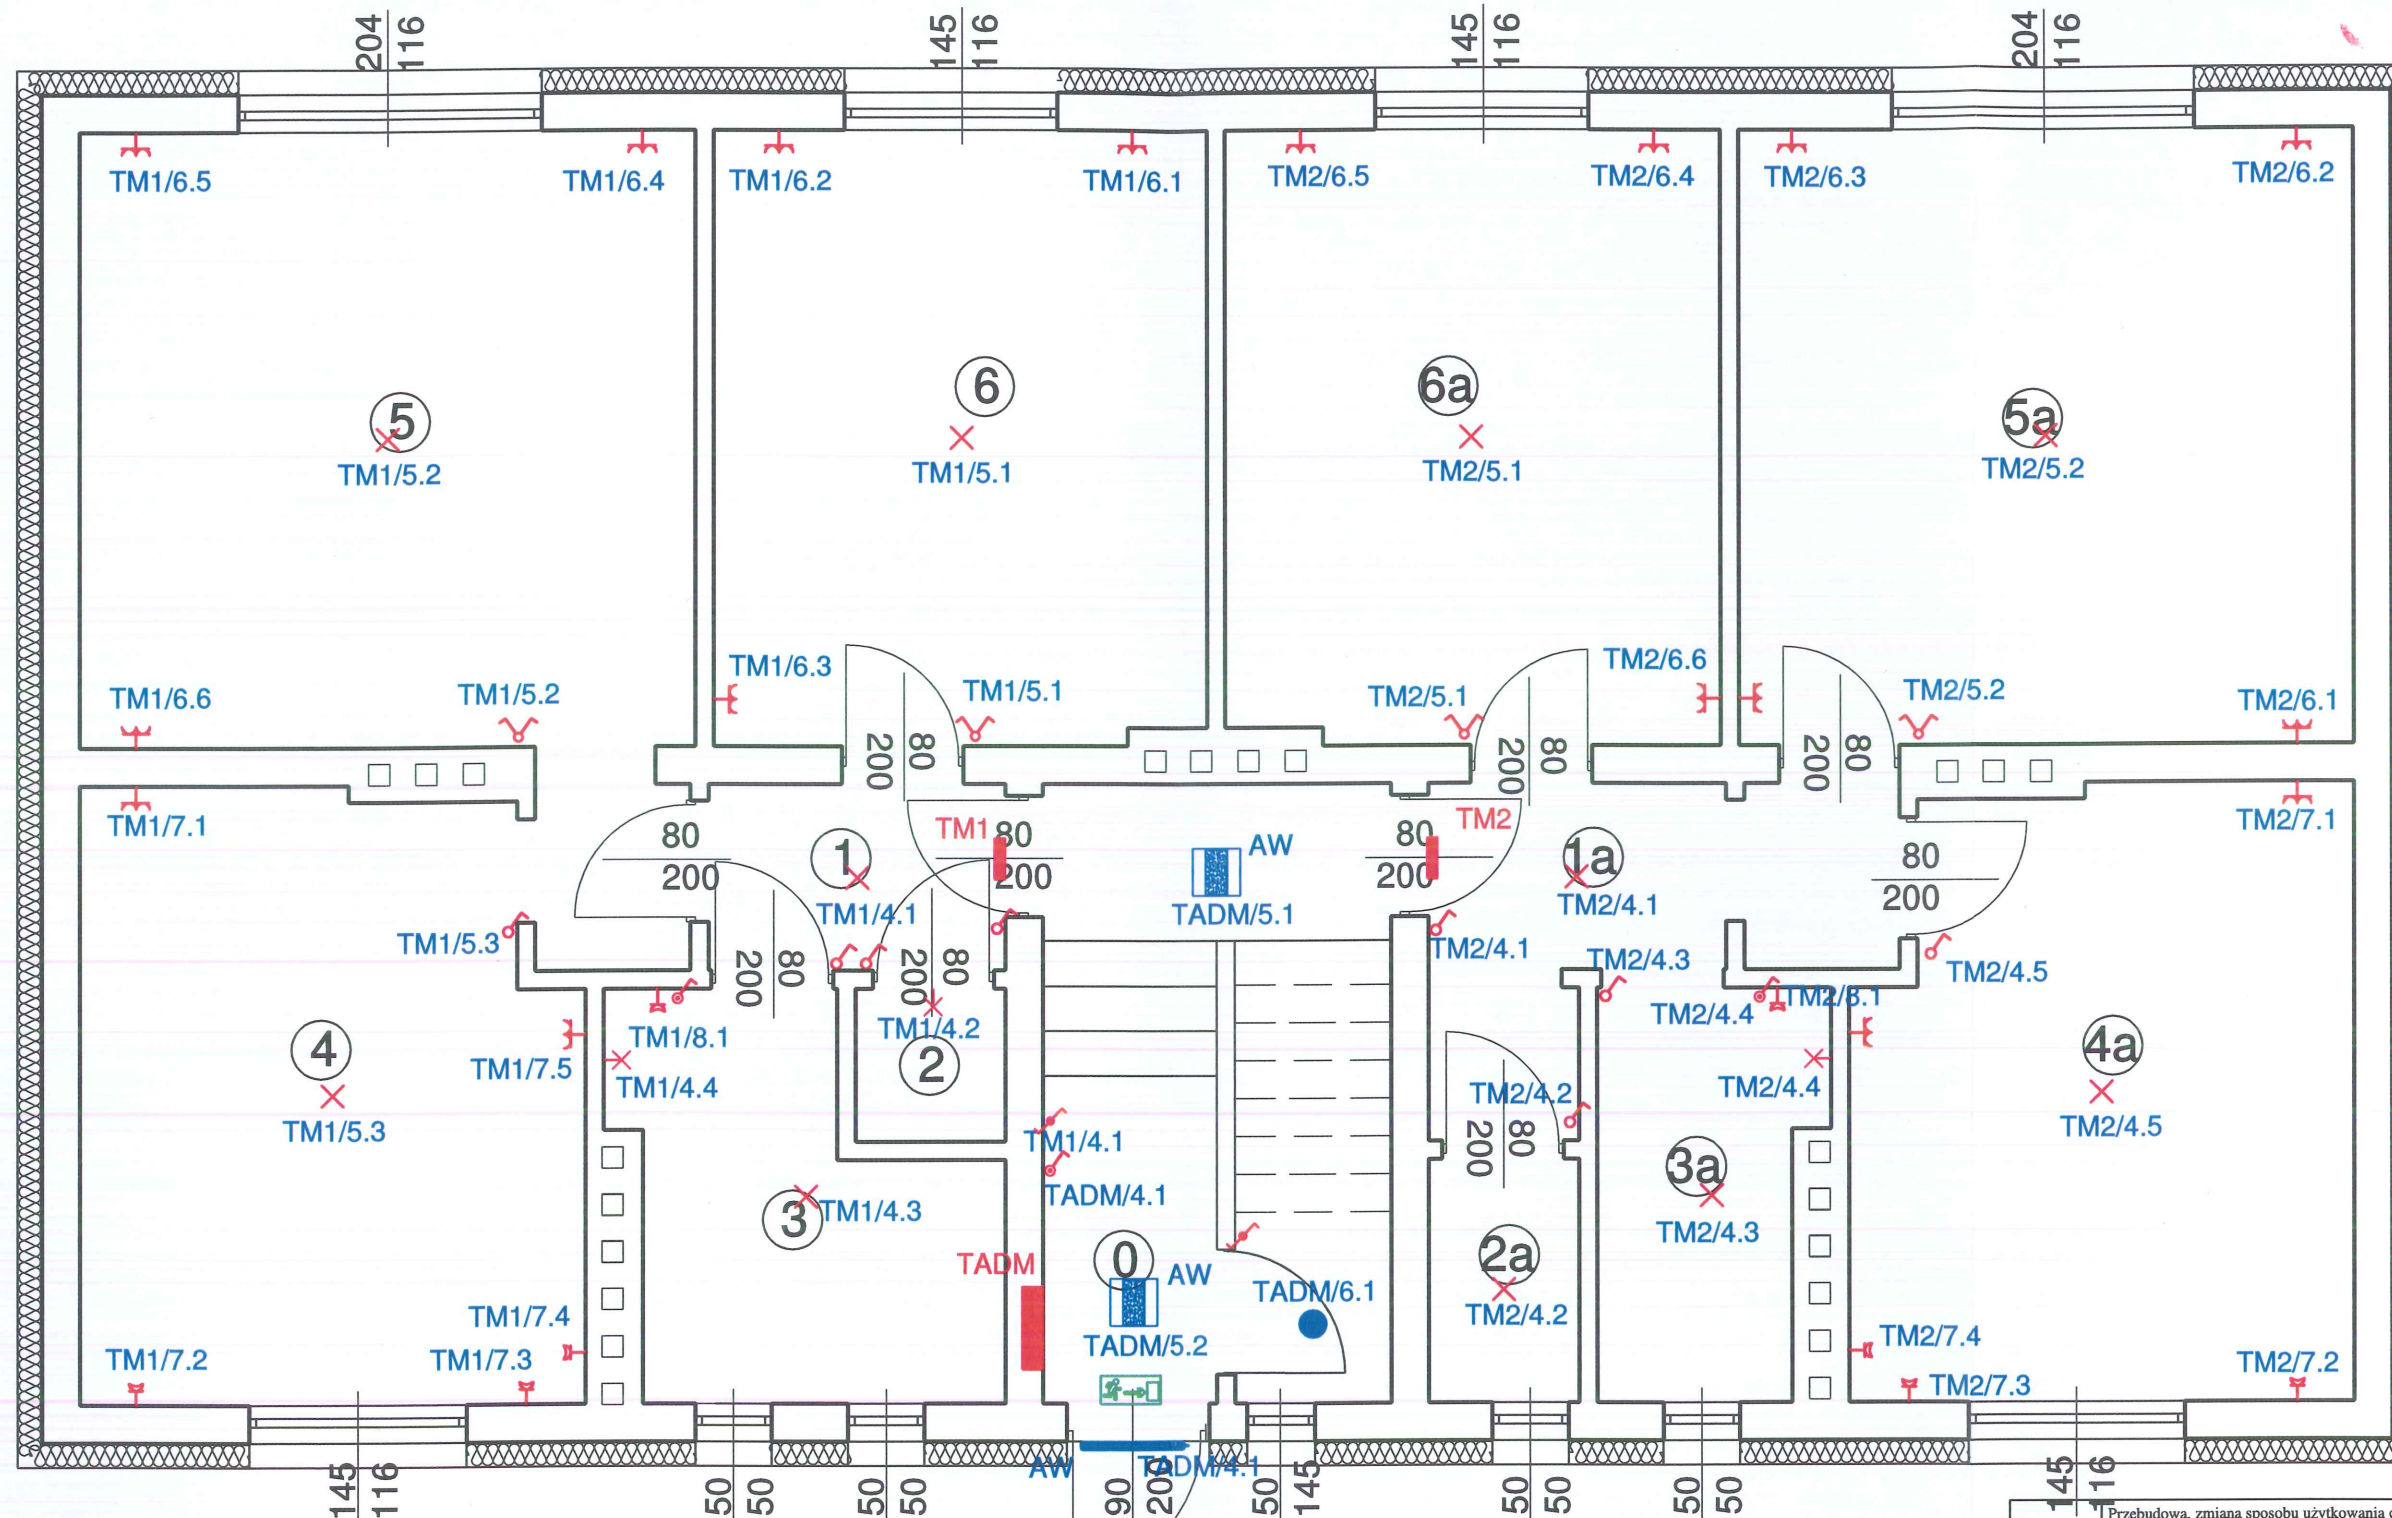 204 116
145 116
145 116
204 116
TM1/6.5
TM1/6.4
TM1/6.2
TM1/6.1
TM2/6.5
TM2/6.4
TM2/6.3
TM2/6.2
5
TM1/5.2
6
TM1/5.1
6a
TM2/5.1
5a
TM2/5.2
TM1/6.6
TM1/5.2
TM1/6.3
TM1/5.1
TM2/5.1
TM2/6.6
TM2/5.2
TM2/6.1
80 200
80 200
80 200
TM1/7.1
80 200
1
TM1/4.1
TM1
80 200
AW
TADM/5.1
80 200
TM2
1a
TM2/4.1
80 200
TM2/7.1
TM1/5.3
80 200
80 200
TM2/4.1
TM2/4.3
TM2/4.5
4
TM1/5.3
TM1/7.5
TM1/8.1
TM1/4.4
TM1/4.2
2
TM2/4.4
TM2/8.1
TM2/4.4
4a
TM2/4.5
TM1/4.1
TADM/4.1
TM2/4.2
80 200
3
TM1/4.3
3a
TM2/4.3
TADM
0
AW
TADM/5.2
TADM/6.1
2a
TM2/4.2
TM1/7.4
TM1/7.2
TM1/7.3
TM2/7.4
TM2/7.3
TM2/7.2
AW
TADM/4.1
145 116
50 50
50 50
90 200
50 145
50 50
50 50
145 116
Przebudowa, zmiana sposobu użytkowania